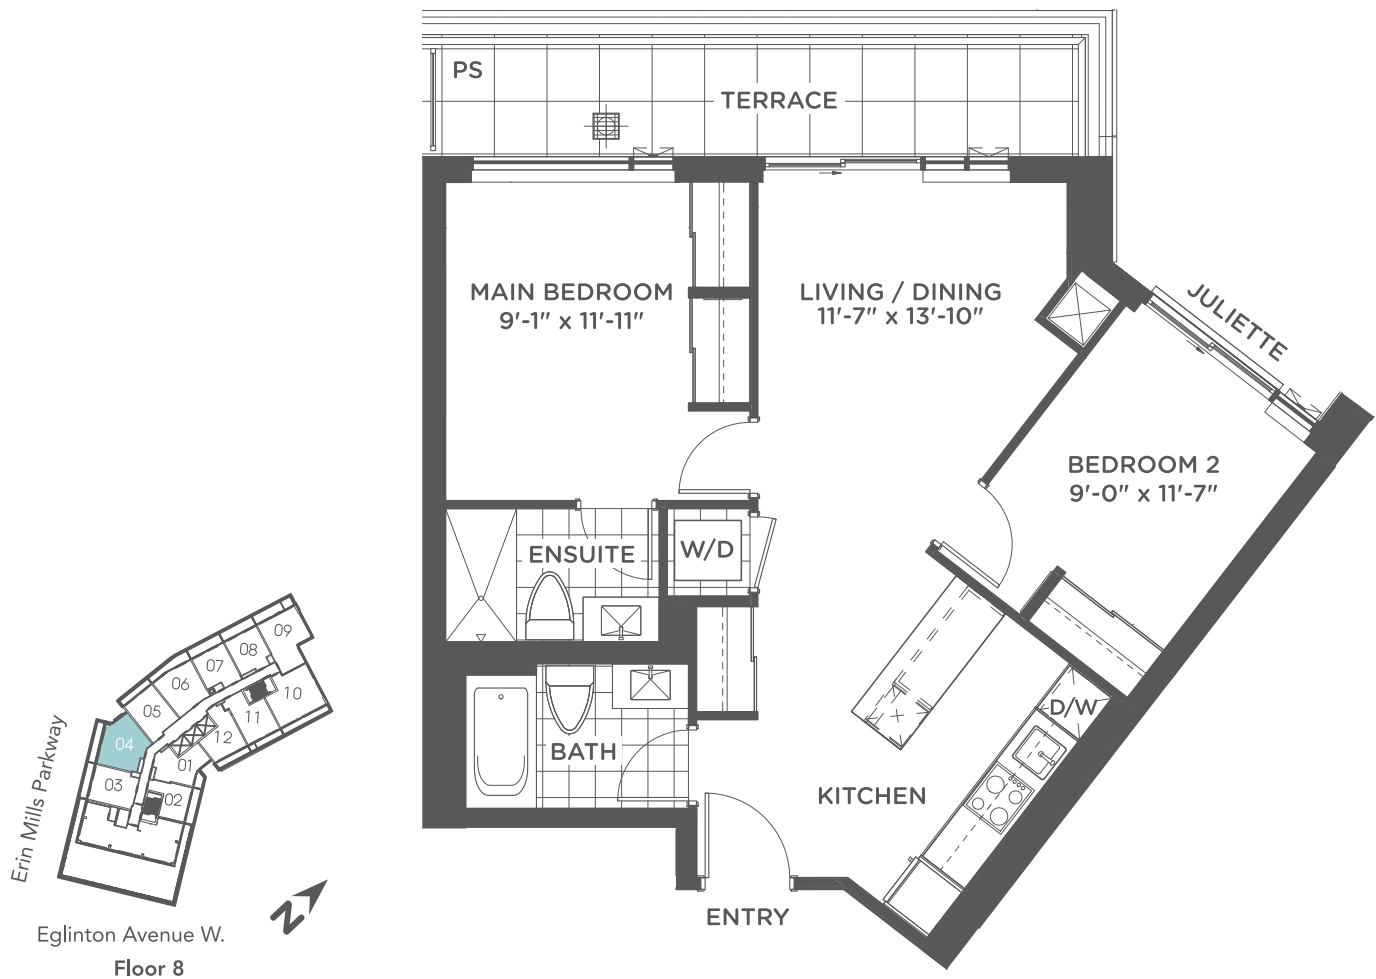 PS
TERRACE
MAIN BEDROOM
9'-1" x 11'-11"
LIVING / DINING
11'-7" x 13'-10"
JULIETTE
BEDROOM 2
9'-0" x 11'-7"
ENSUITE
W/D
BATH
D/W
KITCHEN
ENTRY
09
08
07
06
05
04
03
10
11
12
01
02
Erin Mills Parkway
N
Eglinton Avenue W.
Floor 8